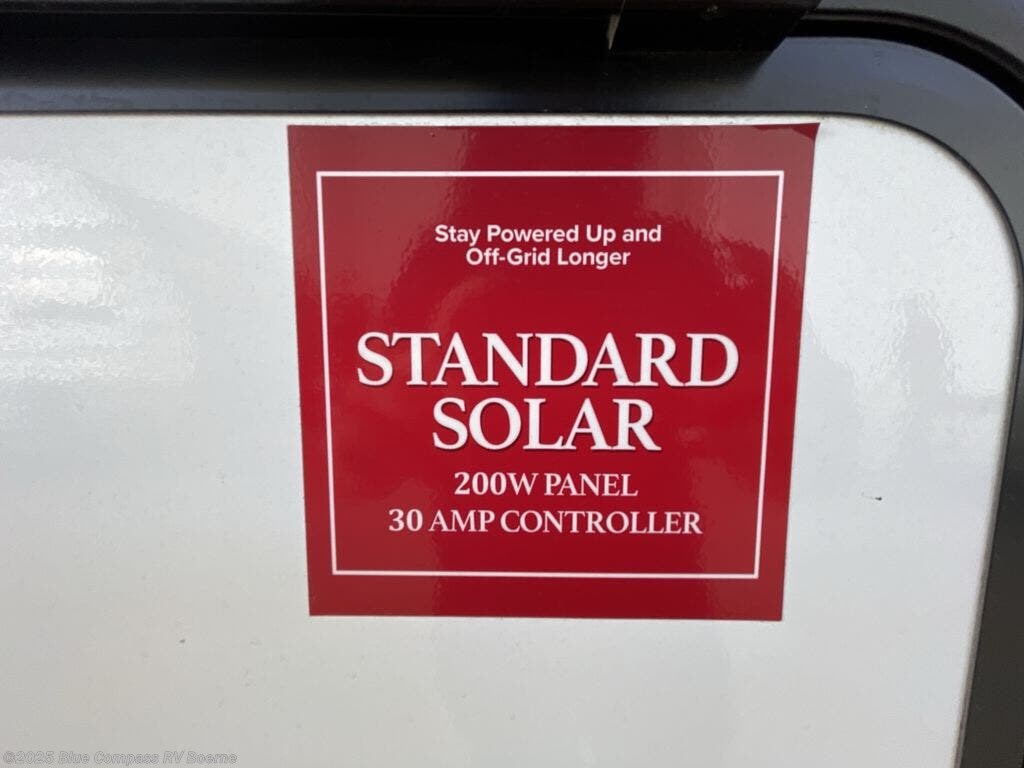 Stay Powered Up and
Off-Grid Longer
STANDARD
SOLAR
200W PANEL
30 AMP CONTROLLER
©2025 Blue Compass RV Boerne